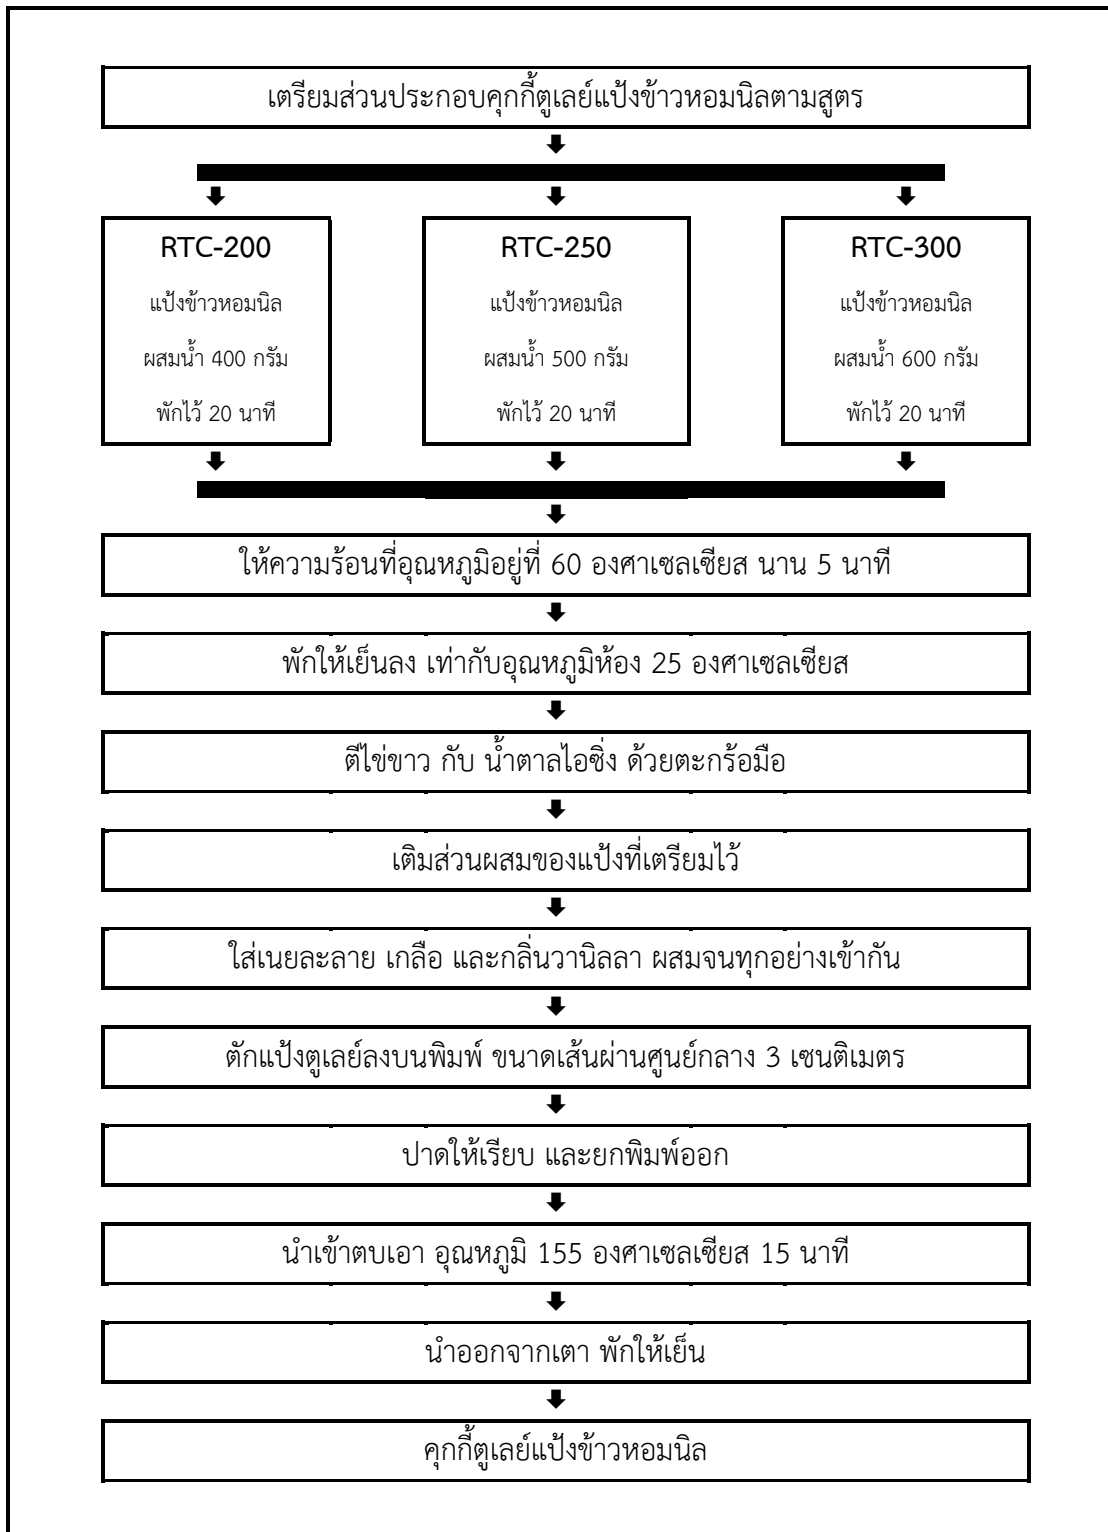 เตรียมส่วนประกอบคุกกี้ตูเลย์แป้งข้าวหอมนิลตามสูตร
RTC-200
แป้งข้าวหอมนิล
ผสมน้ำ 400 กรัม
พักไว้ 20 นาที
RTC-250
แป้งข้าวหอมนิล
ผสมน้ำ 500 กรัม
พักไว้ 20 นาที
RTC-300
แป้งข้าวหอมนิล
ผสมน้ำ 600 กรัม
พักไว้ 20 นาที
ให้ความร้อนที่อุณหภูมิอยู่ที่ 60 องศาเซลเซียส นาน 5 นาที
พักให้เย็นลง เท่ากับอุณหภูมิห้อง 25 องศาเซลเซียส
ตีไข่ขาว กับ น้ำตาลไอซิ่ง ด้วยตะกร้อมือ
เติมส่วนผสมของแป้งที่เตรียมไว้
ใส่เนยละลาย เกลือ และกลิ่นวานิลลา ผสมจนทุกอย่างเข้ากัน
ตักแป้งตูเลย์ลงบนพิมพ์ ขนาดเส้นผ่านศูนย์กลาง 3 เซนติเมตร
ปาดให้เรียบ และยกพิมพ์ออก
นำเข้าตบเอา อุณหภูมิ 155 องศาเซลเซียส 15 นาที
นำออกจากเตา พักให้เย็น
คุกกี้ตูเลย์แป้งข้าวหอมนิล